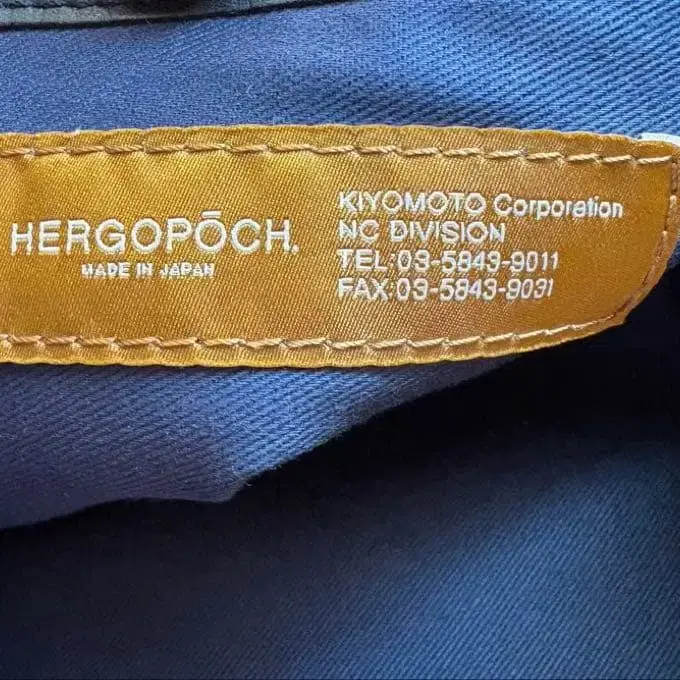 HERGOPŌCH.
MADE IN JAPAN
KIYOMOTO Corporation
NC DIVISION
TEL:03-5843-9011
FAX:03-5843-9031